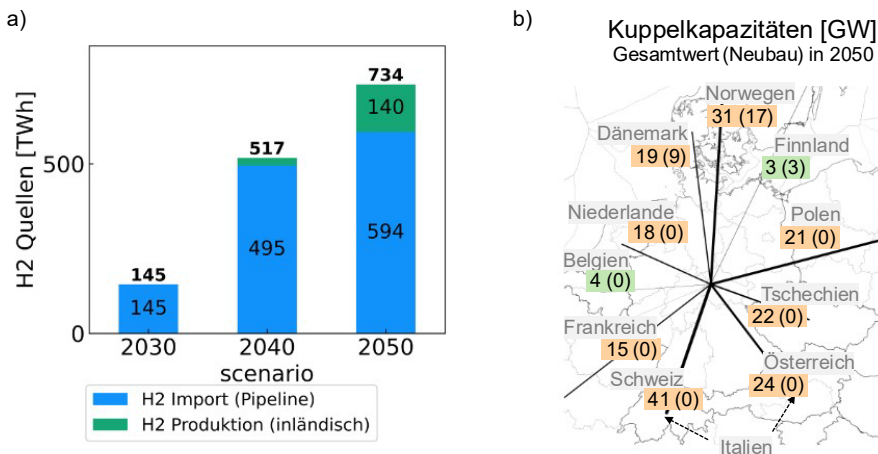 a)
H2 Quellen [TWh]
500
0
145
145
517
495
734
140
594
2030
2040
2050
scenario
H2 Import (Pipeline)
H2 Produktion (inländisch)
b)
Kuppelkapazitäten [GW]
Gesamtwert (Neubau) in 2050
Norwegen
31 (17)
Dänemark
19 (9)
Finnland
3 (3)
Niederlande
18 (0)
Polen
21 (0)
Belgien
4 (0)
Tschechien
22 (0)
Frankreich
15 (0)
Österreich
24 (0)
Schweiz
41 (0)
Italien